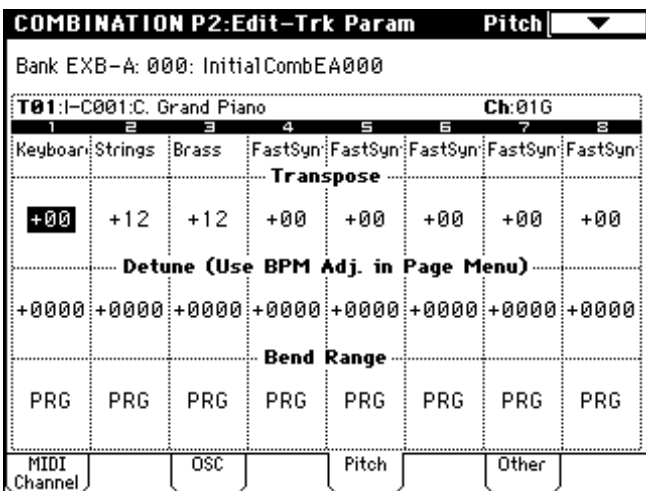 COMBINATION P2:Edit-Trk Param Pitch
Bank EXB-A: 000: InitialCombEA000
T01:I-C001:C. Grand Piano Ch:01G
1 2 3 4 5 6 7 8
Keyboar Strings Brass FastSyn FastSyn FastSyn FastSyn FastSyn
Transpose
+00 +12 +12 +00 +00 +00 +00 +00
Detune (Use BPM Adj. in Page Menu)
+0000 +0000 +0000 +0000 +0000 +0000 +0000 +0000
Bend Range
PRG PRG PRG PRG PRG PRG PRG PRG
MIDI Channel OSC Pitch Other